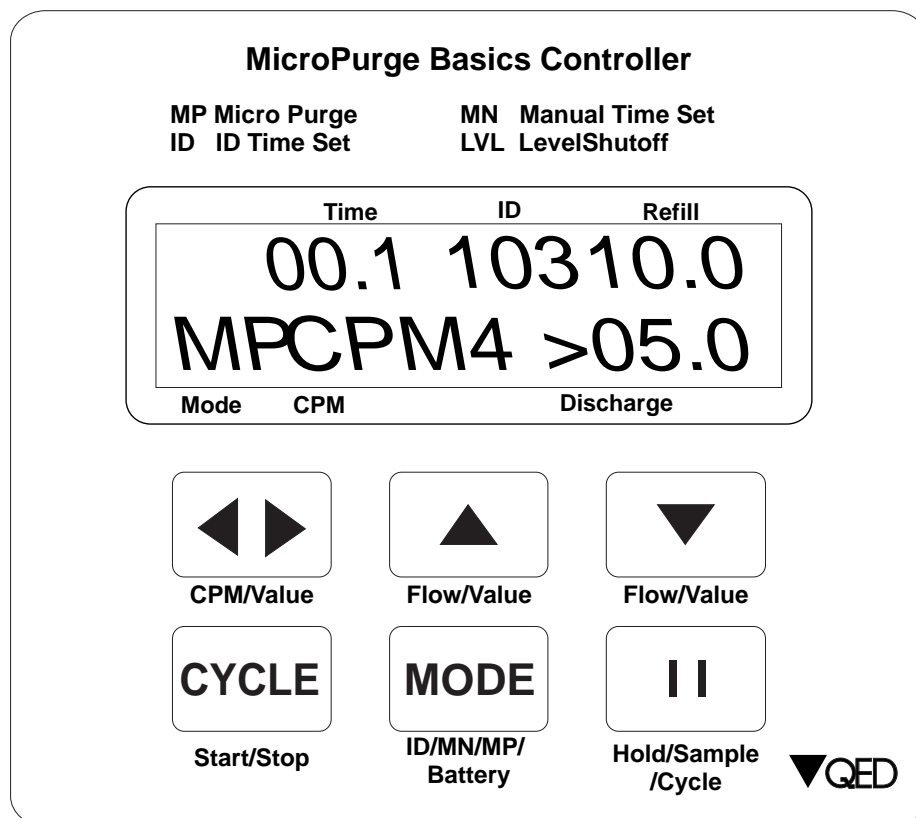 MicroPurge Basics Controller
MP Micro Purge MN Manual Time Set
ID ID Time Set LVL LevelShutoff
Time ID Refill
00.1 10310.0
MPCPM4 >05.0
Mode CPM Discharge
CPM/Value Flow/Value Flow/Value
CYCLE MODE
Start/Stop ID/MN/MP/ Hold/Sample
Battery /Cycle
QED